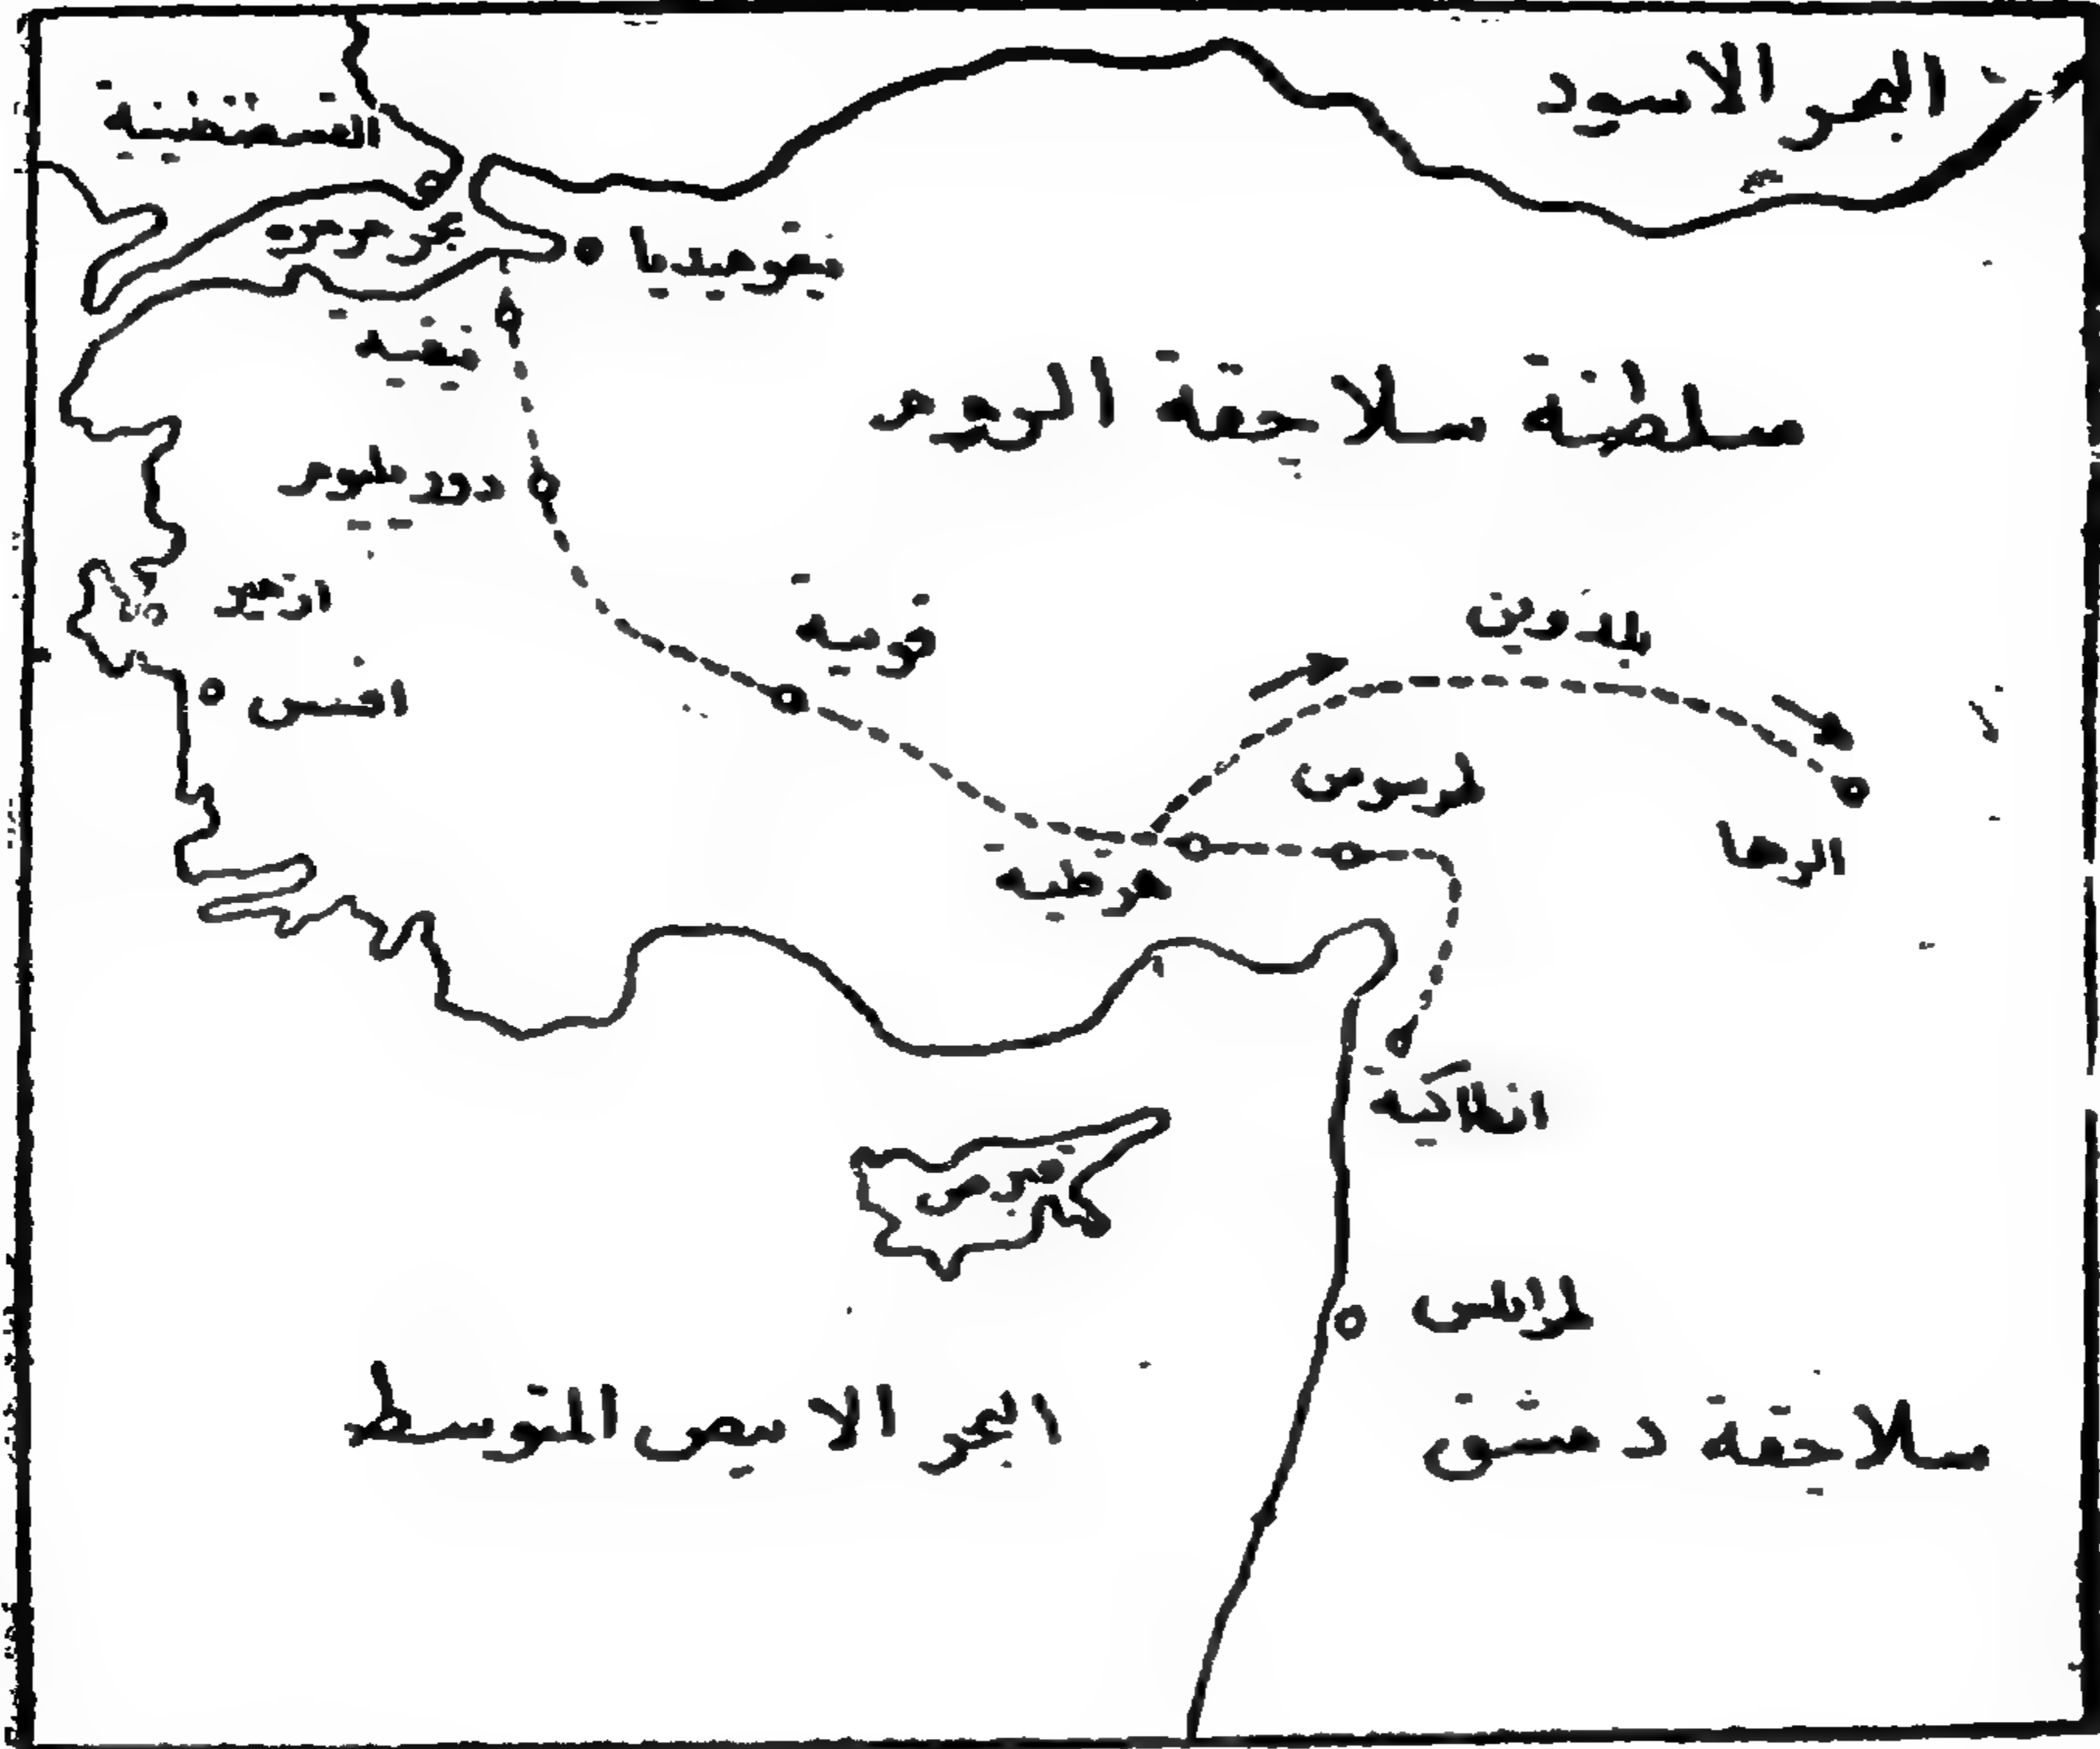 البحر الاسود
القسطنطينية
بحر مرمرة
نيقوميديا
نيقية
سلطنة سلاجقة الروم
دوريليوم
ازمير
قونية
افسس
طرسوس
الرها
هرقلية
انطاكية
قبرص
طرابلس
البحر الابيض المتوسط
سلاجقة دمشق